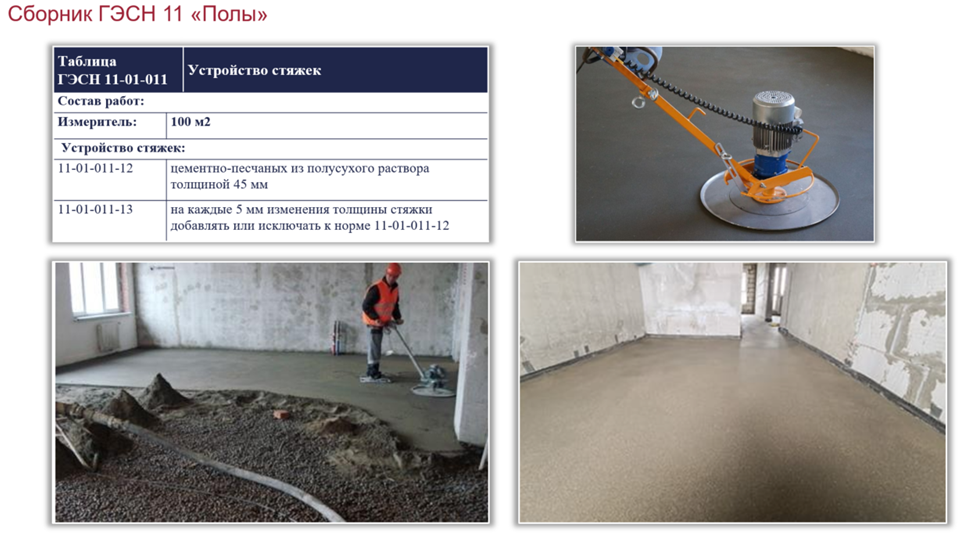 Сборник ГЭСН 11 «Полы»
Таблица
ГЭСН 11-01-011
Устройство стяжек
Состав работ:
Измеритель: 100 м2
Устройство стяжек:
11-01-011-12 цементно-песчаных из полусухого раствора
толщиной 45 мм
11-01-011-13 на каждые 5 мм изменения толщины стяжки
добавлять или исключать к норме 11-01-011-12